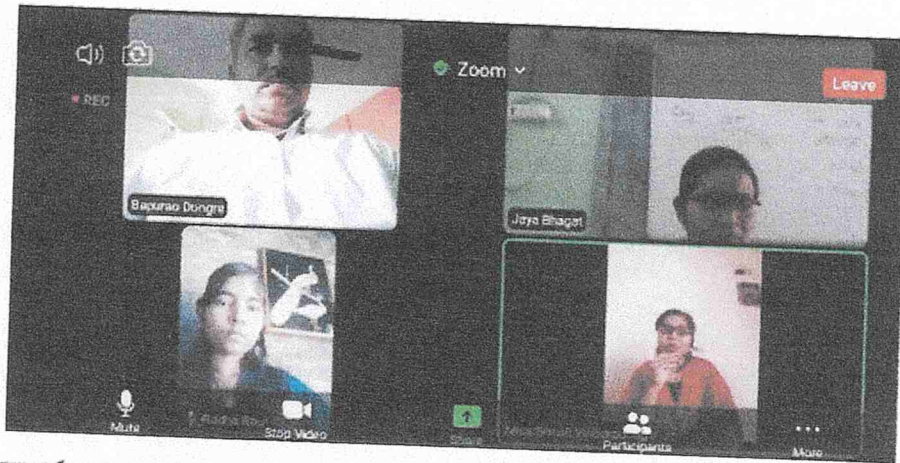 Zoom
Leave
REC
Bapurao Dongre
Jaya Bhagat
Mute
Stop Video
Share
Participants
More